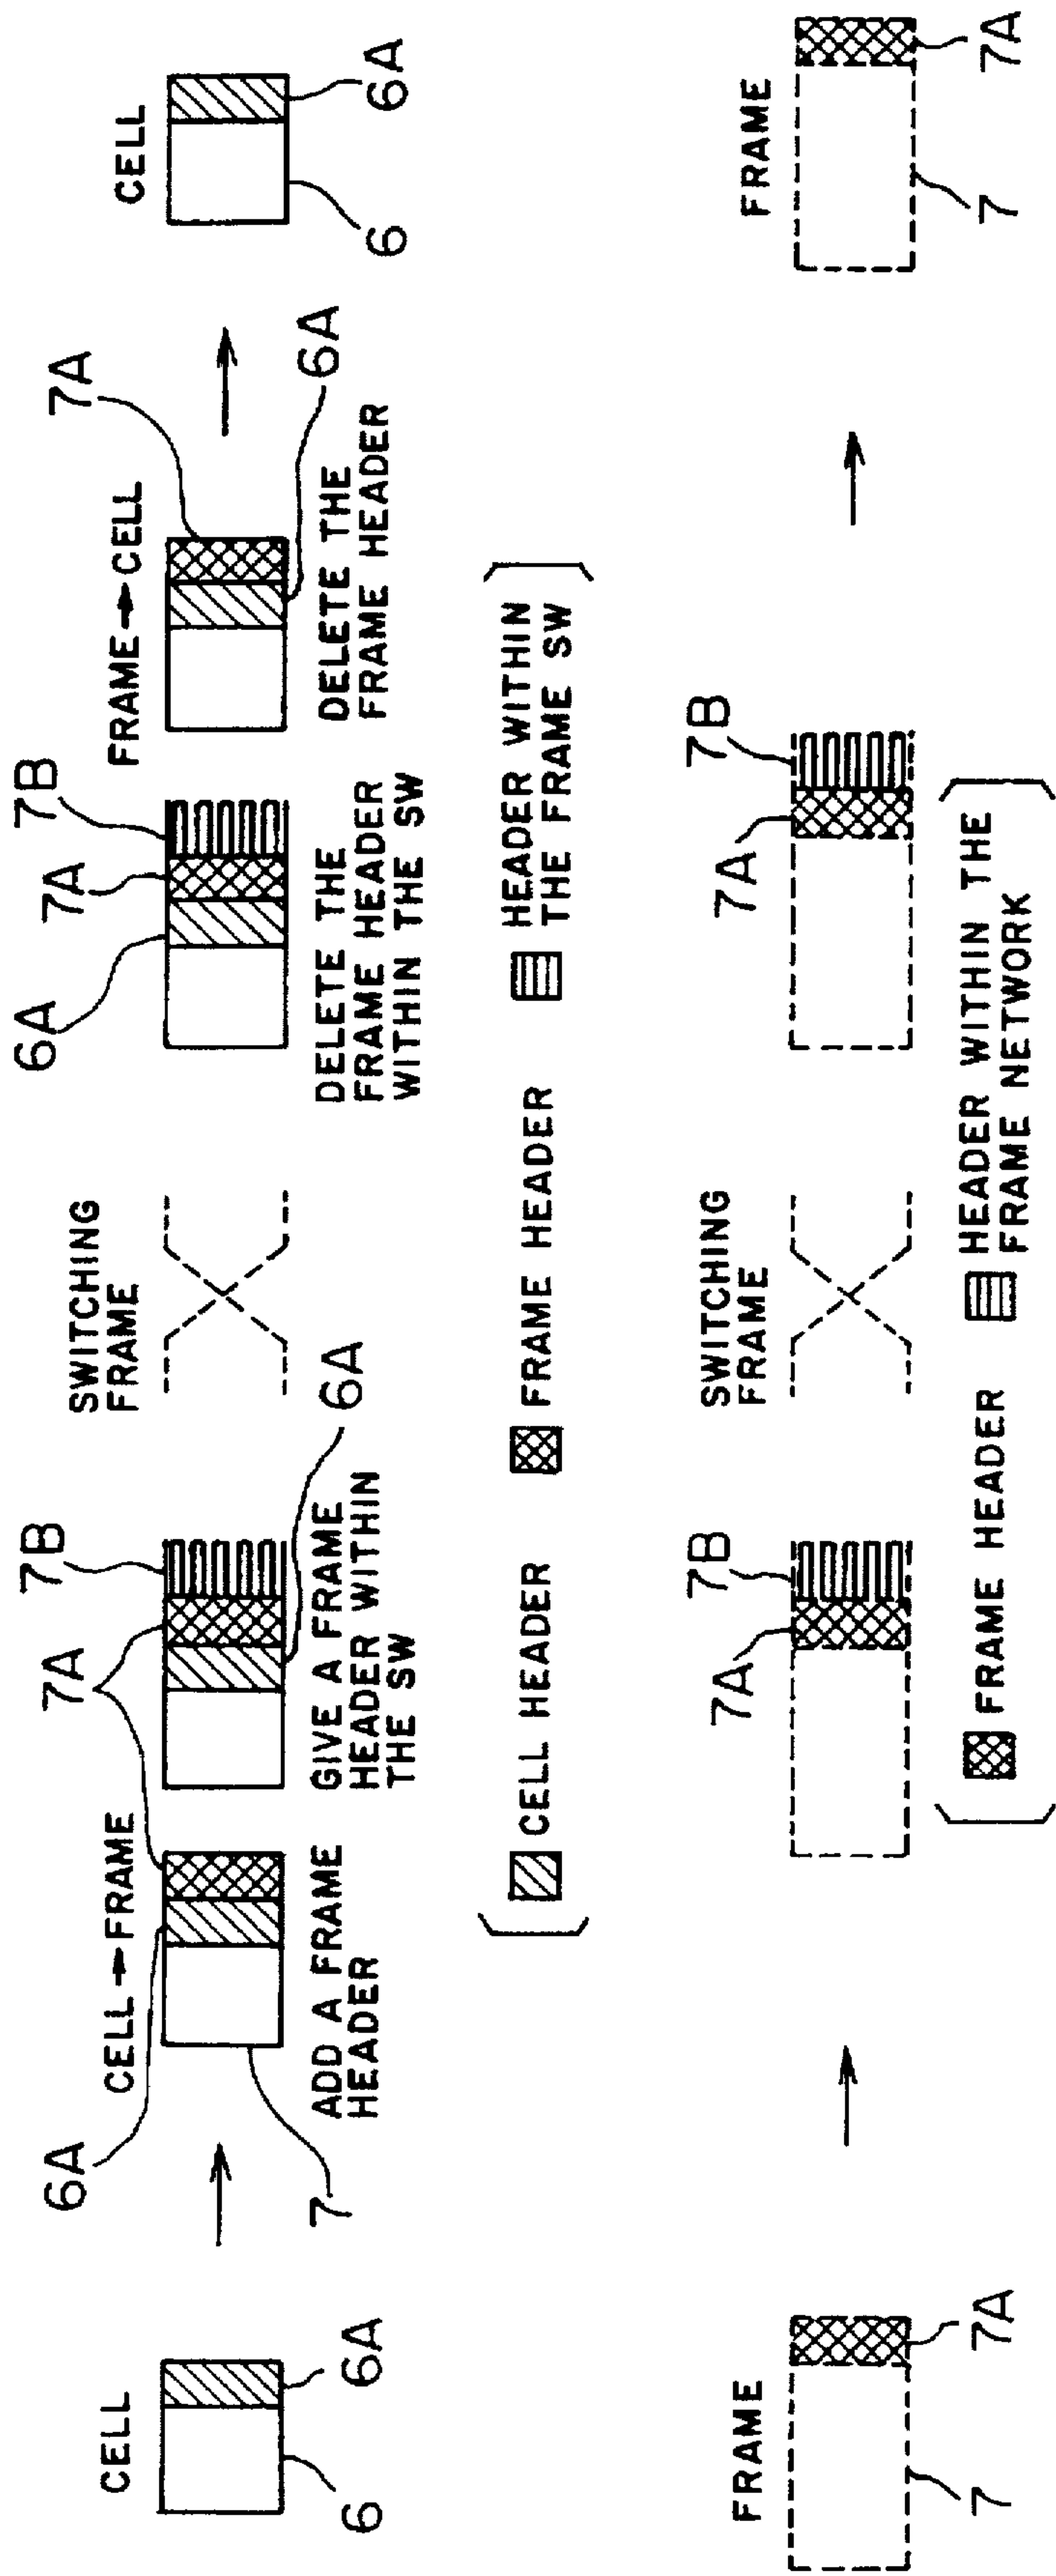 CELL
6
6A
CELL→FRAME
6A
7A
7
ADD A FRAME
HEADER
7B
GIVE A FRAME
HEADER WITHIN
THE SW
6A
SWITCHING
FRAME
6A
7A
7B
DELETE THE
FRAME HEADER
WITHIN THE SW
FRAME→CELL
7A
DELETE THE
FRAME HEADER
6A
CELL
6
6A
CELL HEADER
FRAME HEADER
HEADER WITHIN
THE FRAME SW
FRAME
7
7A
7A
7B
SWITCHING
FRAME
7A
7B
FRAME
7
7A
FRAME HEADER
HEADER WITHIN THE
FRAME NETWORK